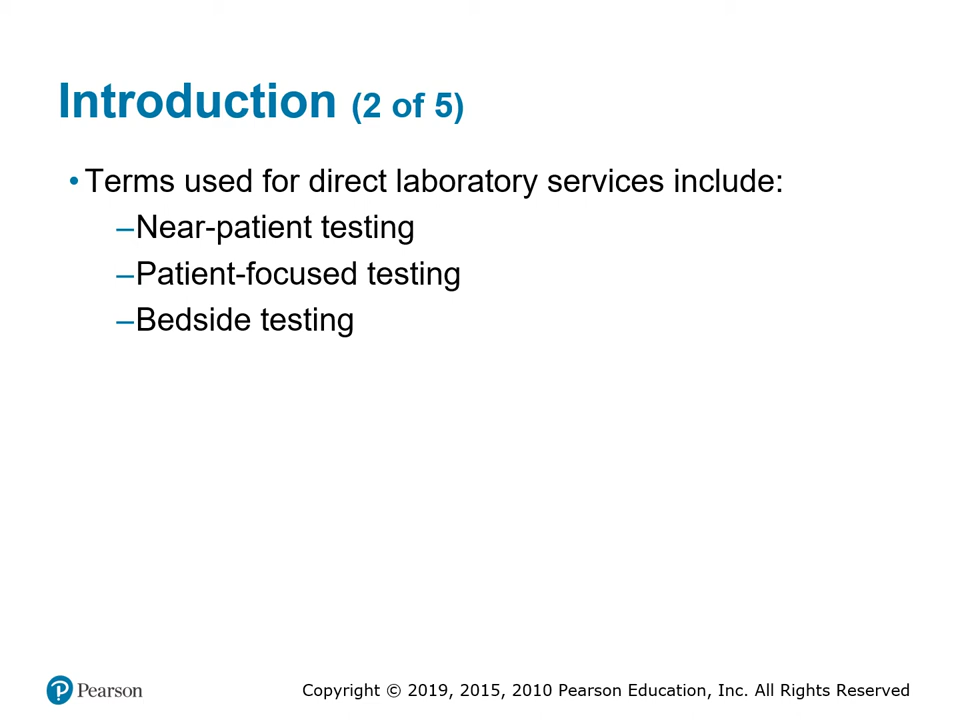 Introduction (2 of 5)
• Terms used for direct laboratory services include:
–Near-patient testing
–Patient-focused testing
–Bedside testing
Pearson
Copyright © 2019, 2015, 2010 Pearson Education, Inc. All Rights Reserved